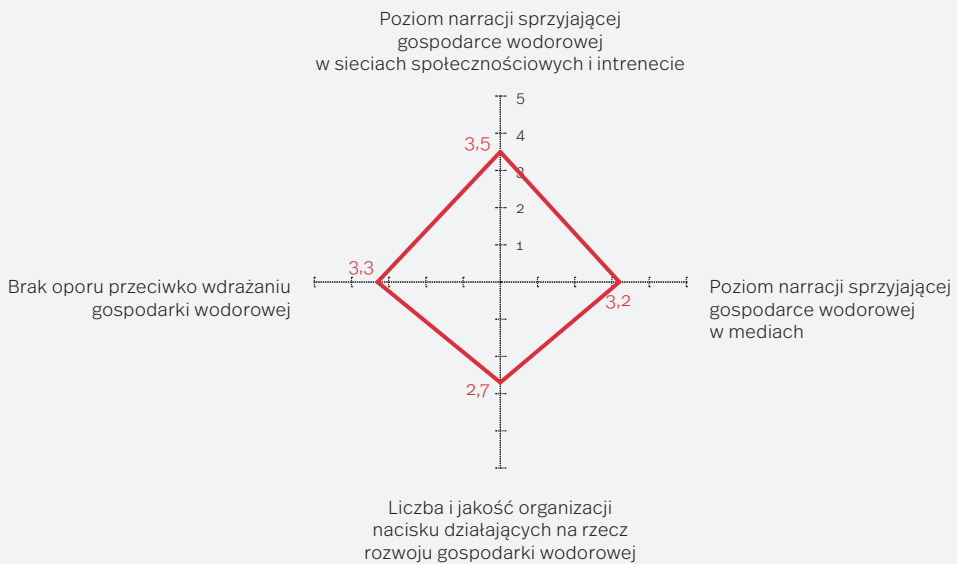 Poziom narracji sprzyjającej
gospodarce wodorowej
w sieciach społecznościowych i intrenecie
5
4
3,5
3
2
1
3,3
Brak oporu przeciwko wdrażaniu
gospodarki wodorowej
3,2
Poziom narracji sprzyjającej
gospodarce wodorowej
w mediach
2,7
Liczba i jakość organizacji
nacisku działających na rzecz
rozwoju gospodarki wodorowej